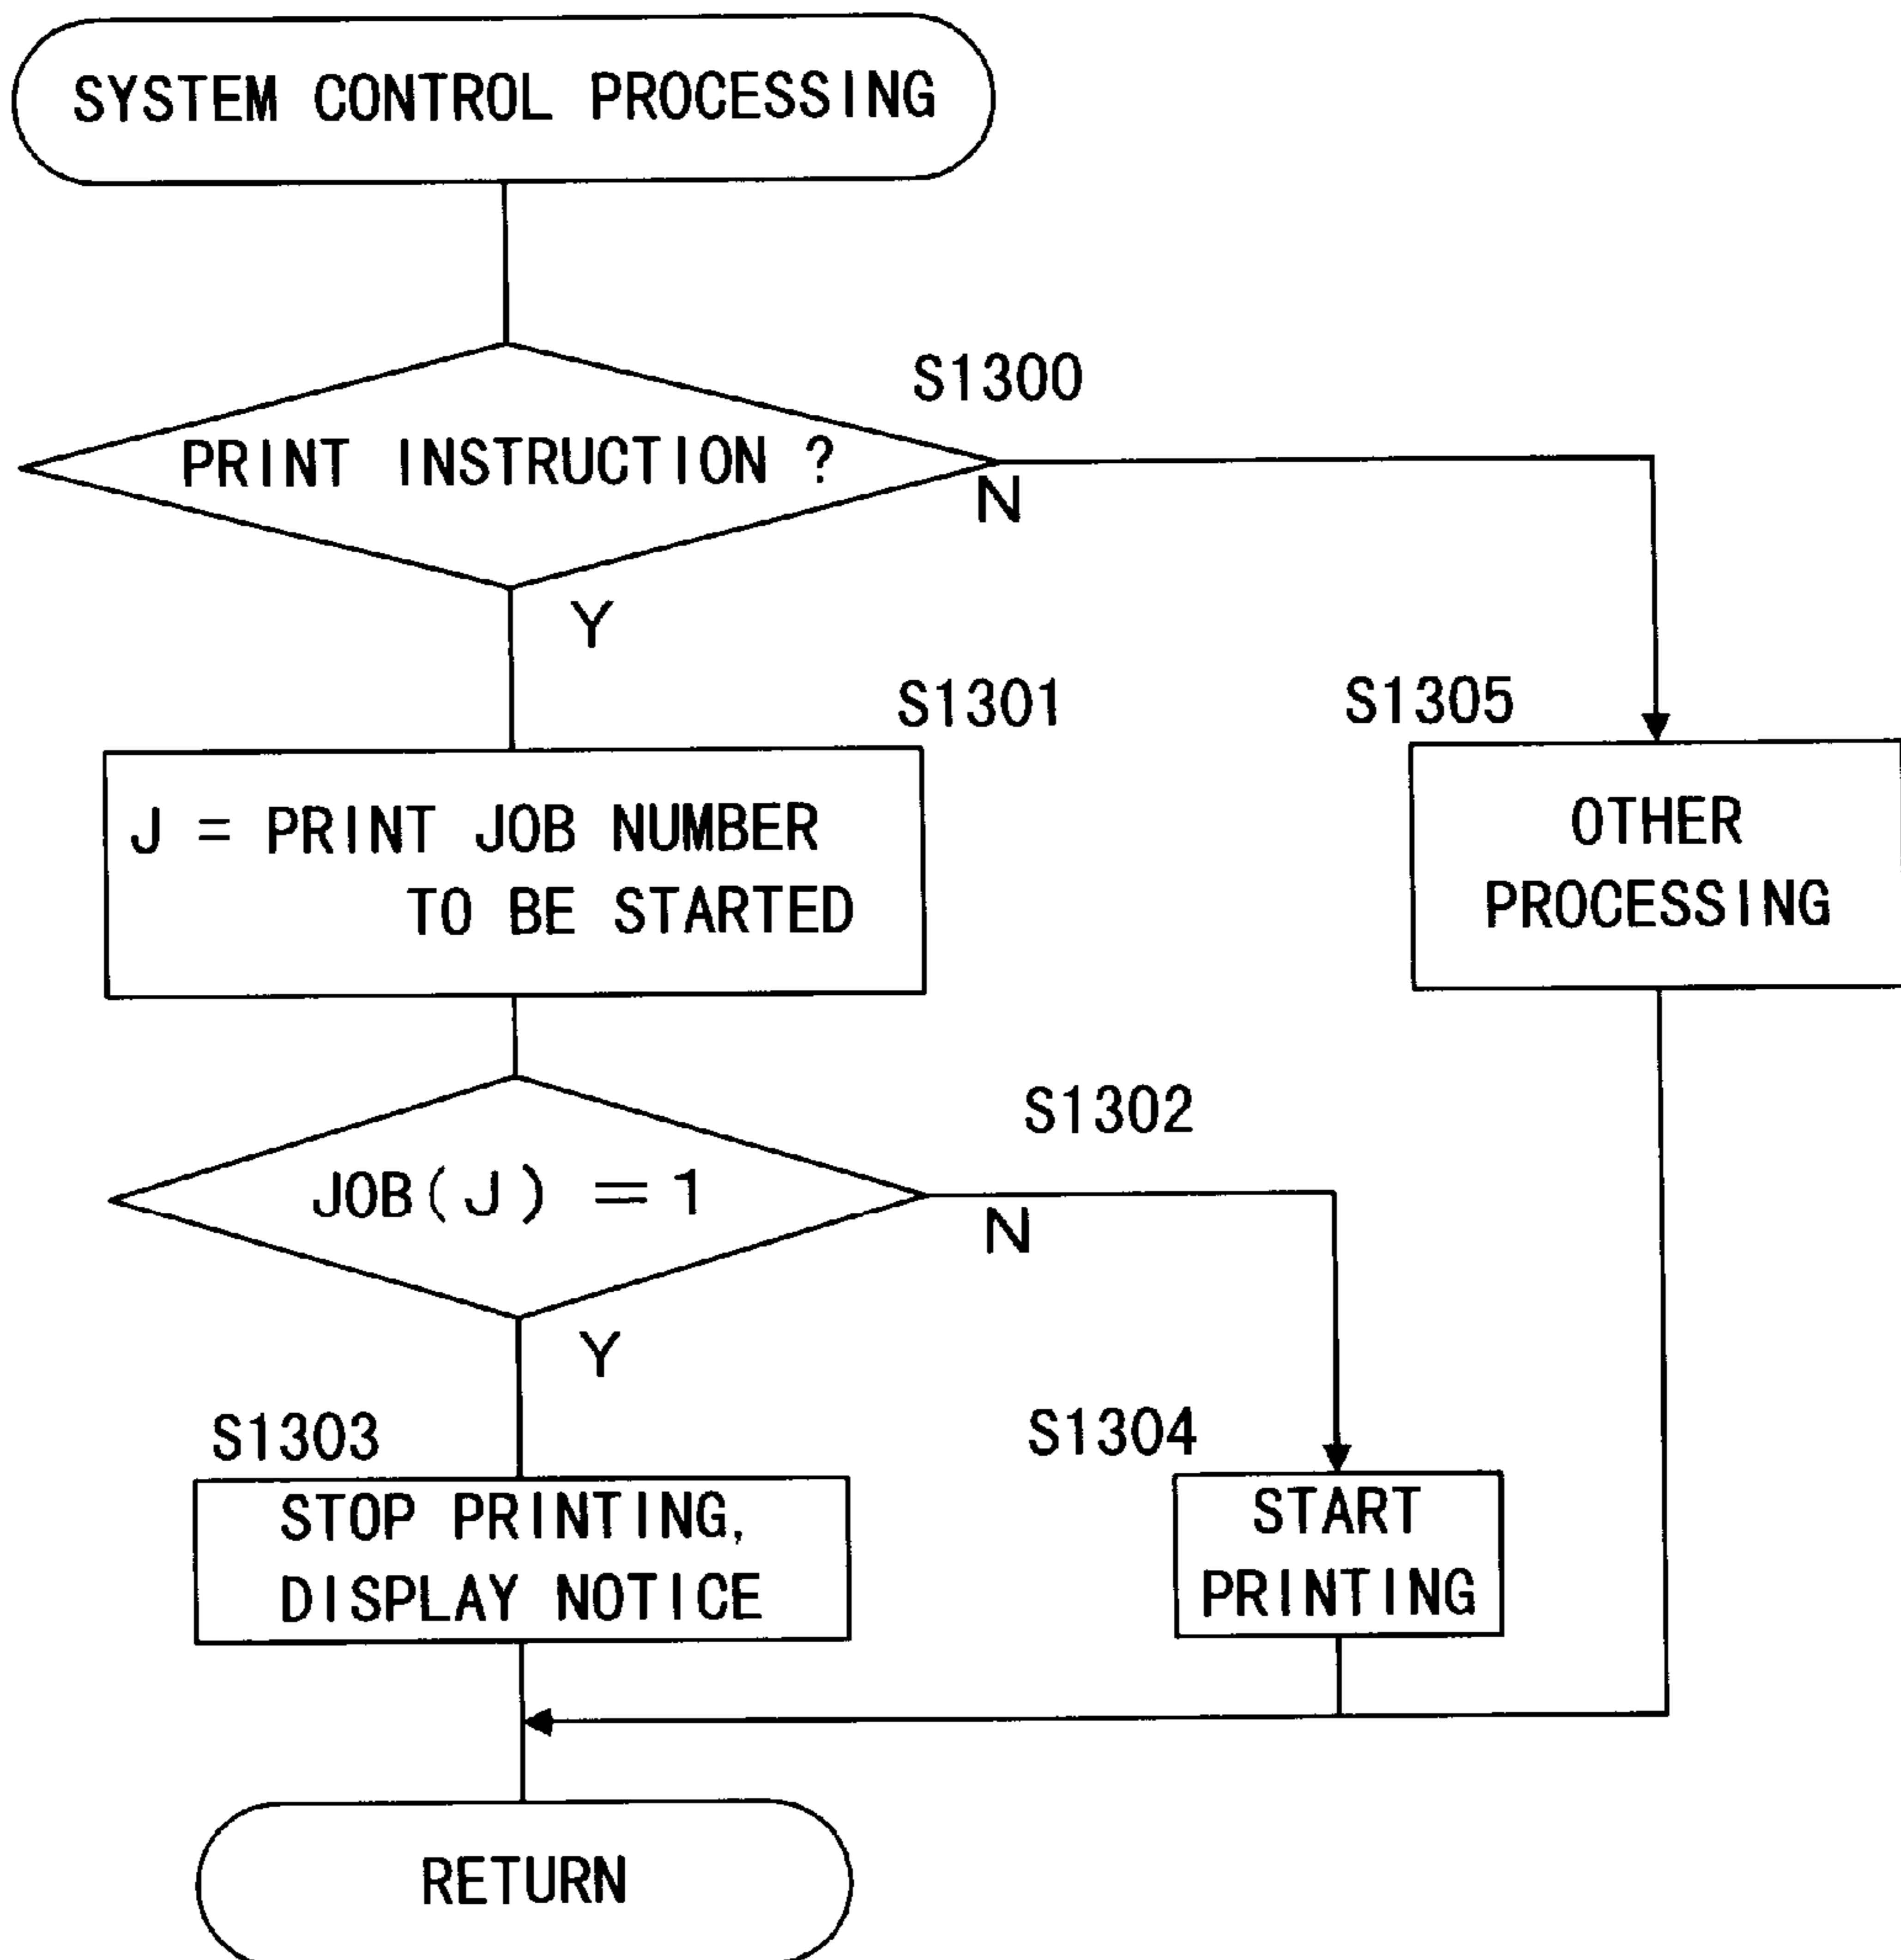 SYSTEM CONTROL PROCESSING
S1300
PRINT INSTRUCTION ?
N
Y
S1301
S1305
J = PRINT JOB NUMBER
TO BE STARTED
OTHER
PROCESSING
S1302
JOB(J) = 1
N
Y
S1303
S1304
STOP PRINTING,
DISPLAY NOTICE
START
PRINTING
RETURN